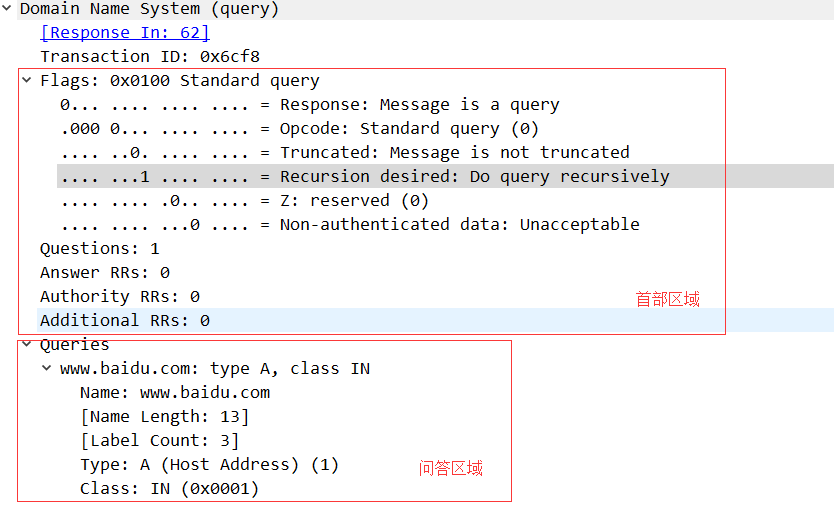 Domain Name System (query)
[Response In: 62]
Transaction ID: 0x6cf8
Flags: 0x0100 Standard query
0... .... .... .... = Response: Message is a query
.000 0... .... .... = Opcode: Standard query (0)
.... ..0. .... .... = Truncated: Message is not truncated
.... ...1 .... .... = Recursion desired: Do query recursively
.... .... .0.. .... = Z: reserved (0)
.... .... ...0 .... = Non-authenticated data: Unacceptable
Questions: 1
Answer RRs: 0
Authority RRs: 0
首部区域
Additional RRs: 0
Queries
www.baidu.com: type A, class IN
Name: www.baidu.com
[Name Length: 13]
[Label Count: 3]
Type: A (Host Address) (1)
问答区域
Class: IN (0x0001)